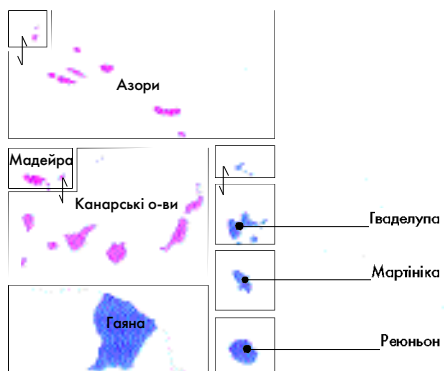 Азори
Мадейра
Канарські о-ви
Гваделупа
Мартініка
Гаяна
Реюньон